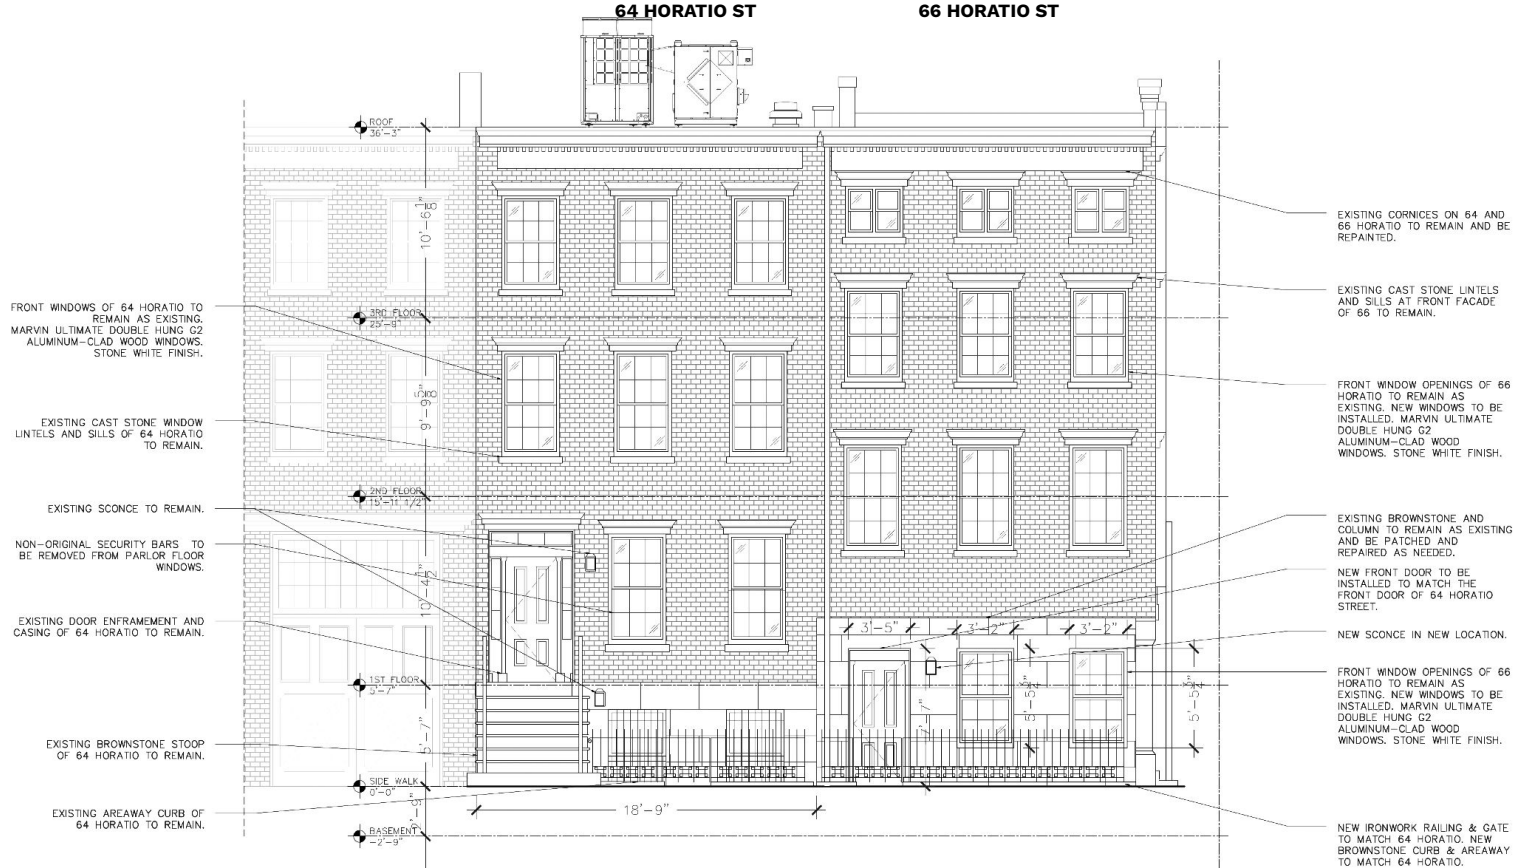 64 HORATIO ST
66 HORATIO ST
ROOF
36'-3"
10'-6 1/8"
3RD FLOOR
25'-9"
9'-9 5/8"
2ND FLOOR
15'-11 1/2"
10'-4 1/2"
1ST FLOOR
5'-7"
5'-7"
SIDE WALK
0'-0"
2'-9"
BASEMENT
-2'-9"
FRONT WINDOWS OF 64 HORATIO TO
REMAIN AS EXISTING.
MARVIN ULTIMATE DOUBLE HUNG G2
ALUMINUM-CLAD WOOD WINDOWS.
STONE WHITE FINISH.
EXISTING CAST STONE WINDOW
LINTELS AND SILLS OF 64 HORATIO
TO REMAIN.
EXISTING SCONCE TO REMAIN.
NON-ORIGINAL SECURITY BARS TO
BE REMOVED FROM PARLOR FLOOR
WINDOWS.
EXISTING DOOR ENFRAMEMENT AND
CASING OF 64 HORATIO TO REMAIN.
EXISTING BROWNSTONE STOOP
OF 64 HORATIO TO REMAIN.
EXISTING AREAWAY CURB OF
64 HORATIO TO REMAIN.
18'-9"
3'-5"
3'-2"
3'-2"
7'-7"
EXISTING CORNICES ON 64 AND
66 HORATIO TO REMAIN AND BE
REPAINTED.
EXISTING CAST STONE LINTELS
AND SILLS AT FRONT FACADE
OF 66 TO REMAIN.
FRONT WINDOW OPENINGS OF 66
HORATIO TO REMAIN AS
EXISTING. NEW WINDOWS TO BE
INSTALLED. MARVIN ULTIMATE
DOUBLE HUNG G2
ALUMINUM-CLAD WOOD
WINDOWS. STONE WHITE FINISH.
EXISTING BROWNSTONE AND
COLUMN TO REMAIN AS EXISTING
AND BE PATCHED AND
REPAIRED AS NEEDED.
NEW FRONT DOOR TO BE
INSTALLED TO MATCH THE
FRONT DOOR OF 64 HORATIO
STREET.
NEW SCONCE IN NEW LOCATION.
FRONT WINDOW OPENINGS OF 66
HORATIO TO REMAIN AS
EXISTING. NEW WINDOWS TO BE
INSTALLED. MARVIN ULTIMATE
DOUBLE HUNG G2
ALUMINUM-CLAD WOOD
WINDOWS. STONE WHITE FINISH.
NEW IRONWORK RAILING & GATE
TO MATCH 64 HORATIO. NEW
BROWNSTONE CURB & AREAWAY
TO MATCH 64 HORATIO.